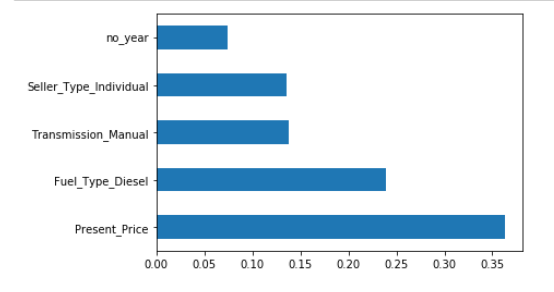 no_year
Seller_Type_Individual
Transmission_Manual
Fuel_Type_Diesel
Present_Price
0.00 0.05 0.10 0.15 0.20 0.25 0.30 0.35